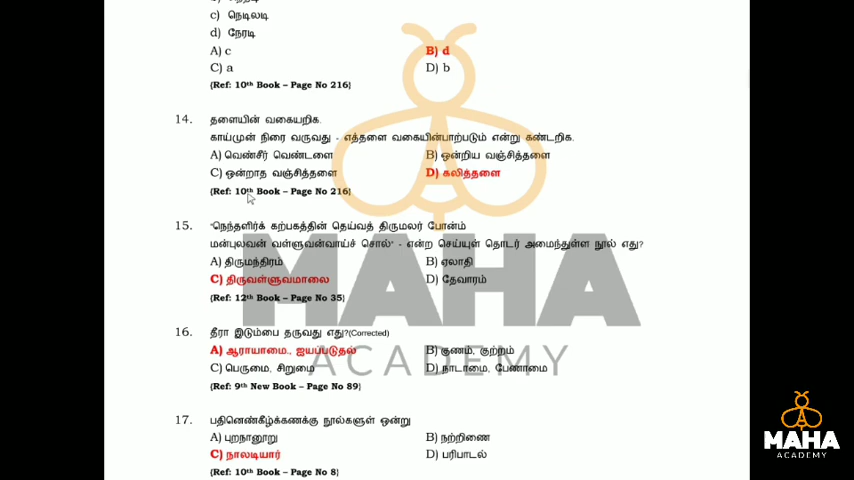 c) நெடிலடி
d) நேரடி
A) c B) d
C) a D) b
(Ref: 10th Book – Page No 216)
14. தளையின் வகையறிக.
காய்முன் நிரை வருவது - எத்தளை வகையின்பாற்படும் என்று கண்டறிக.
A) வெண்சீர் வெண்டளை B) ஒன்றிய வஞ்சித்தளை
C) ஒன்றாத வஞ்சித்தளை D) கலித்தளை
(Ref: 10th Book – Page No 216)
15. "நெந்தளிர்க் கற்பகத்தின் தெய்வத் திருமலர் போன்ம்
மன்புலவன் வள்ளுவன்வாய்ச் சொல்" - என்ற செய்யுள் தொடர் அமைந்துள்ள நூல் எது?
A) திருமந்திரம் B) ஏலாதி
C) திருவள்ளுவமாலை D) தேவாரம்
(Ref: 12th Book – Page No 35)
16. தீரா இடும்பை தருவது எது?(Corrected)
A) ஆராயாமை., ஐயப்படுதல் B) குணம், குற்றம்
C) பெருமை, சிறுமை D) நாடாமை, பேணாமை
(Ref: 9th New Book – Page No 89)
17. பதினெண்கீழ்க்கணக்கு நூல்களுள் ஒன்று
A) புறநானூறு B) நற்றிணை
C) நாலடியார் D) பரிபாடல்
(Ref: 10th Book – Page No 8)
MAHA
ACADEMY
MAHA
ACADEMY